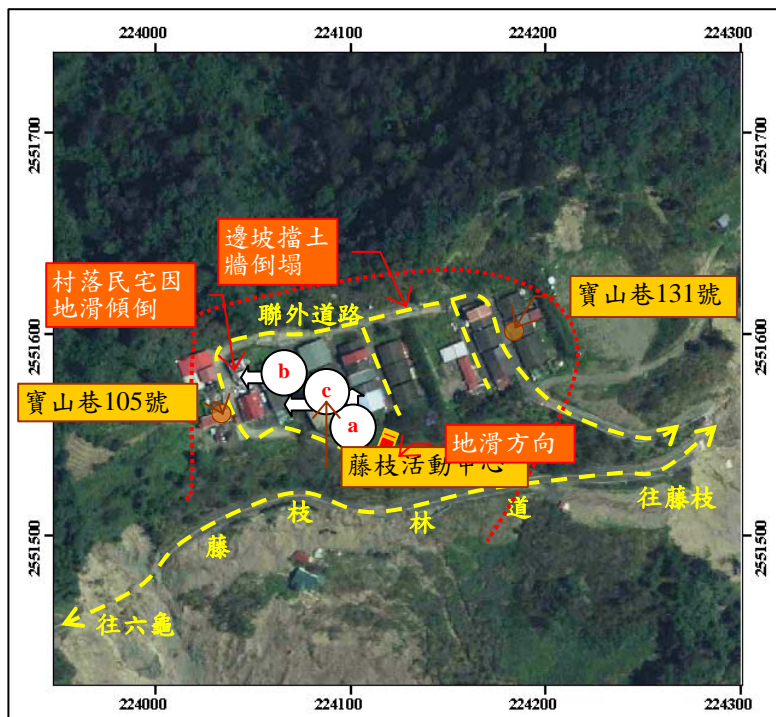 224000
224100
224200
224300
2551700
2551600
2551500
邊坡擋土
牆倒塌
村落民宅因
地滑傾倒
寶山巷131號
聯外道路
b
c
a
寶山巷105號
地滑方向
藤枝活動中心
藤枝林道
往藤枝
往六龜
2551700
2551600
2551500
224000
224100
224200
224300